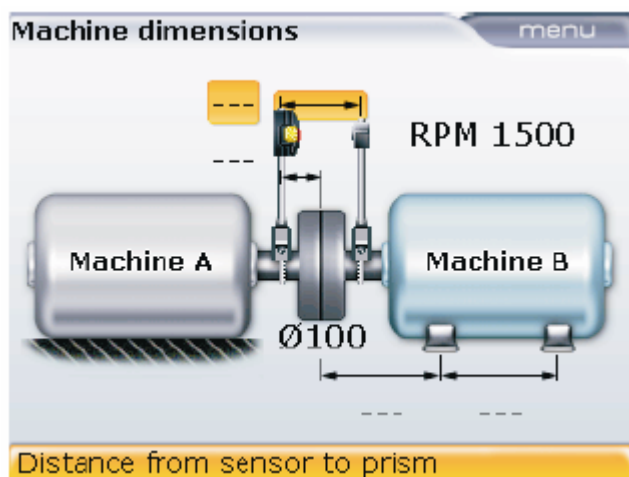 Machine dimensions
menu
---
---
RPM 1500
Machine A
Machine B
Ø100
--- ---
Distance from sensor to prism